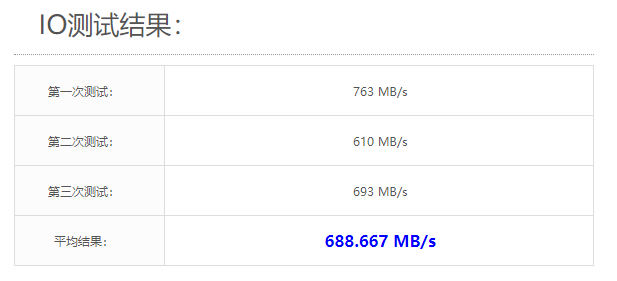 IO测试结果：
第一次测试： 763 MB/s
第二次测试： 610 MB/s
第三次测试： 693 MB/s
平均结果： 688.667 MB/s